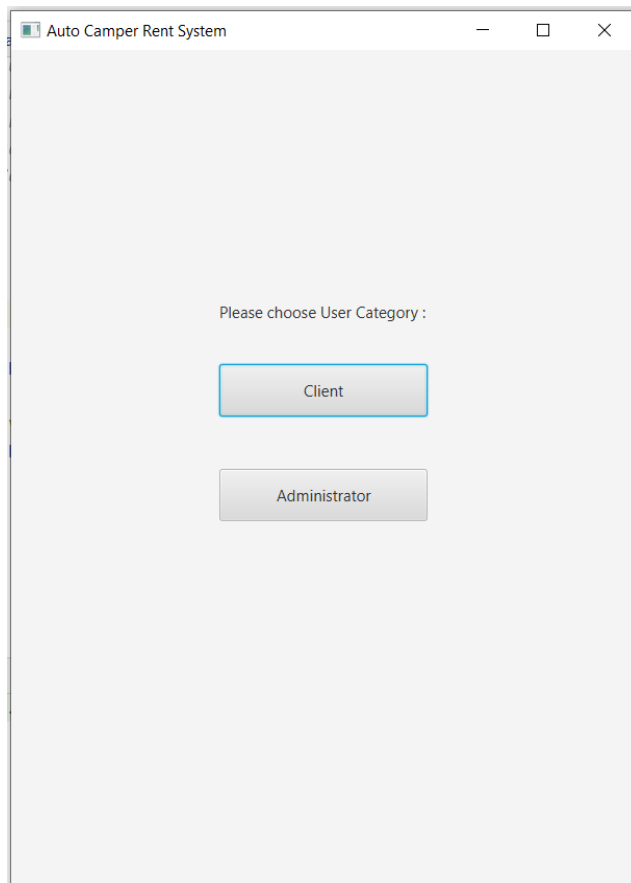 Auto Camper Rent System
Please choose User Category :
Client
Administrator